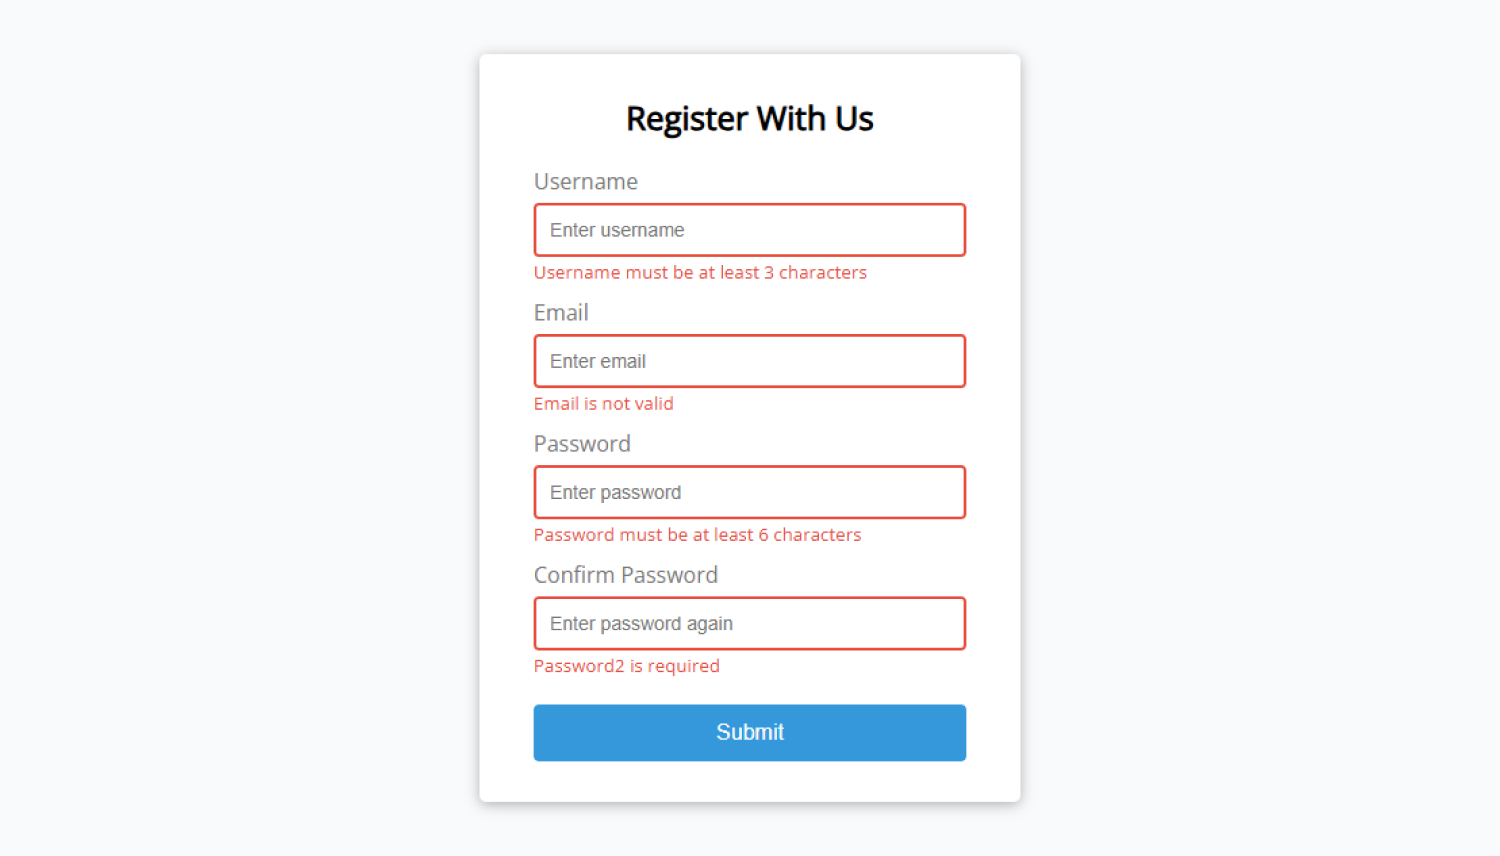 Register With Us
Username
Enter username
Username must be at least 3 characters
Email
Enter email
Email is not valid
Password
Enter password
Password must be at least 6 characters
Confirm Password
Enter password again
Password2 is required
Submit